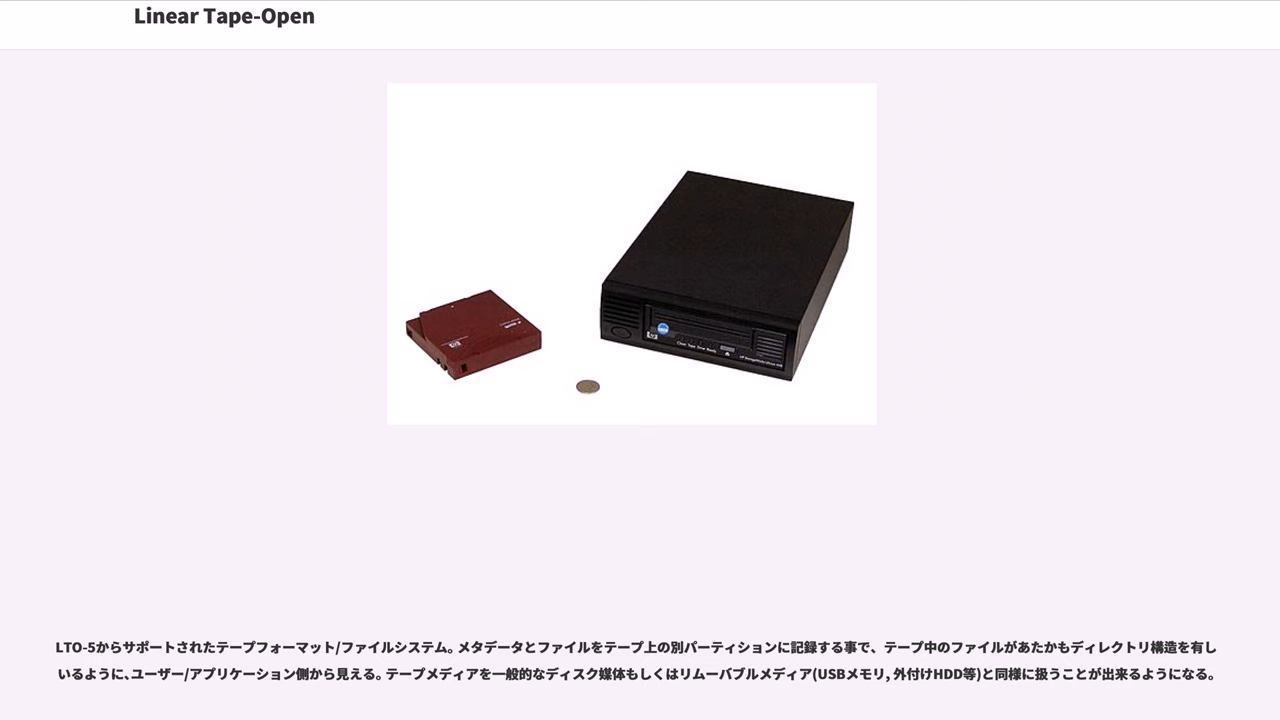 Linear Tape-Open
LTO-5からサポートされたテープフォーマット/ファイルシステム。メタデータとファイルをテープ上の別パーティションに記録する事で、テープ中のファイルがあたかもディレクトリ構造を有し
いるように、ユーザー/アプリケーション側から見える。テープメディアを一般的なディスク媒体もしくはリムーバブルメディア(USBメモリ, 外付けHDD等)と同様に扱うことが出来るようになる。